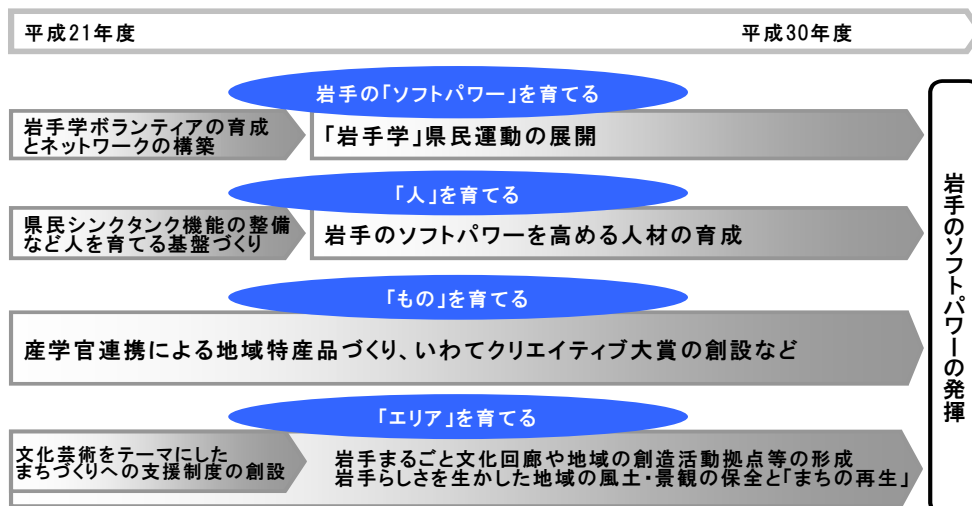 平成21年度
平成30年度
岩手の「ソフトパワー」を育てる
岩手学ボランティアの育成
とネットワークの構築
「岩手学」県民運動の展開
「人」を育てる
県民シンクタンク機能の整備
など人を育てる基盤づくり
岩手のソフトパワーを高める人材の育成
「もの」を育てる
産学官連携による地域特産品づくり、いわてクリエイティブ大賞の創設など
「エリア」を育てる
文化芸術をテーマにした
まちづくりへの支援制度の創設
岩手まるごと文化回廊や地域の創造活動拠点等の形成
岩手らしさを生かした地域の風土・景観の保全と「まちの再生」
岩手のソフトパワーの発揮